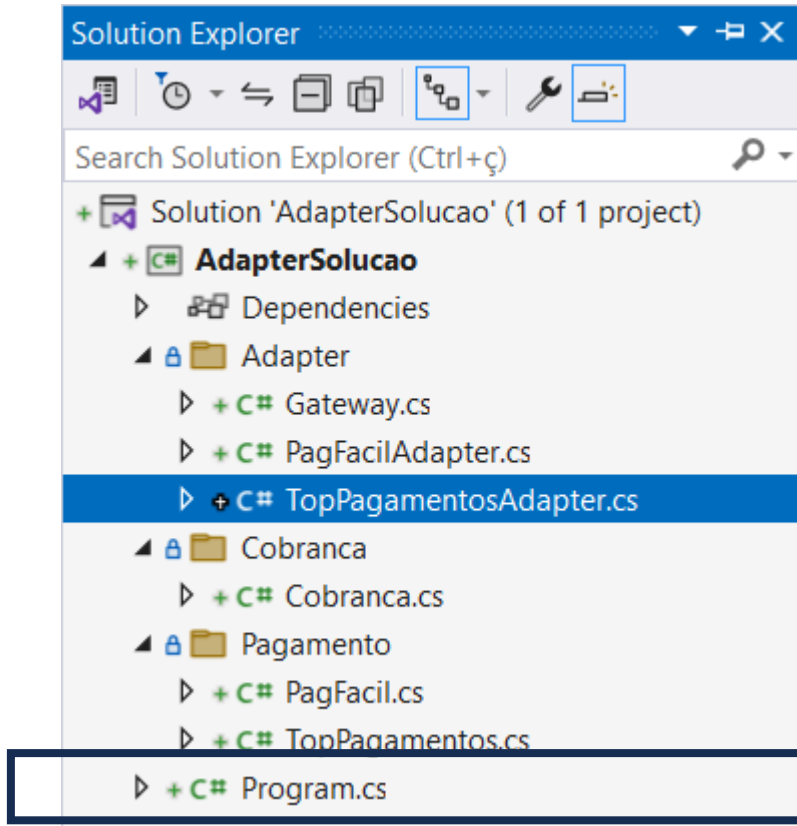 Solution Explorer
Search Solution Explorer (Ctrl+ç)
Solution 'AdapterSolucao' (1 of 1 project)
C# AdapterSolucao
Dependencies
Adapter
C# Gateway.cs
C# PagFacilAdapter.cs
C# TopPagamentosAdapter.cs
Cobranca
C# Cobranca.cs
Pagamento
C# PagFacil.cs
C# TopPagamentos.cs
C# Program.cs